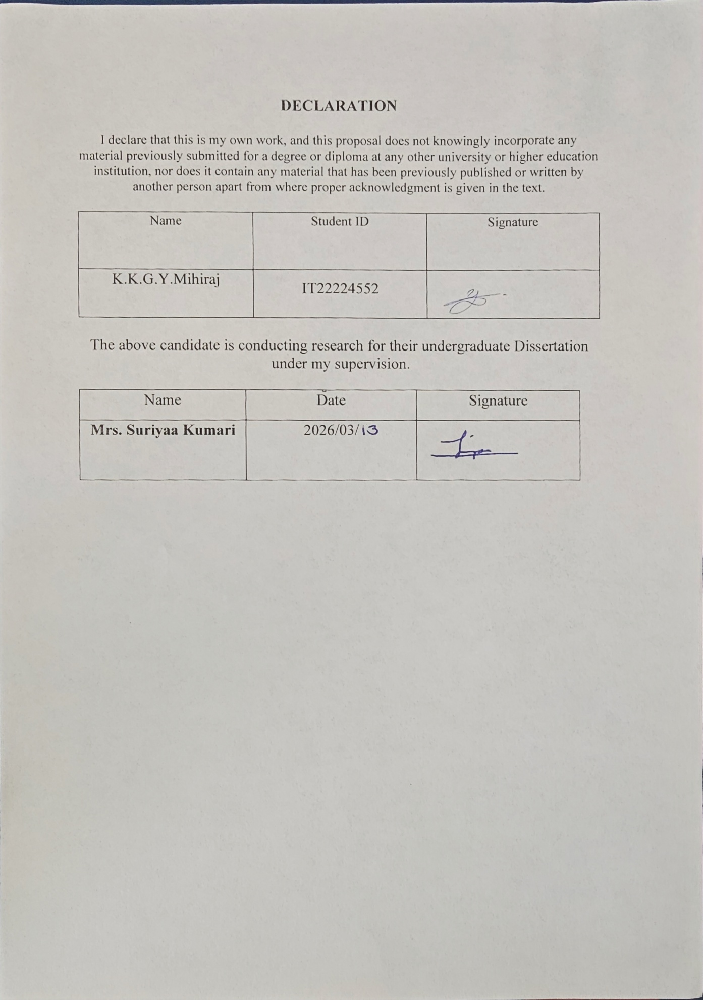 DECLARATION
I declare that this is my own work, and this proposal does not knowingly incorporate any
material previously submitted for a degree or diploma at any other university or higher education
institution, nor does it contain any material that has been previously published or written by
another person apart from where proper acknowledgment is given in the text.
Name Student ID Signature
K.K.G.Y.Mihiraj IT22224552
The above candidate is conducting research for their undergraduate Dissertation
under my supervision.
Name Date Signature
Mrs. Suriyaa Kumari 2026/03/13